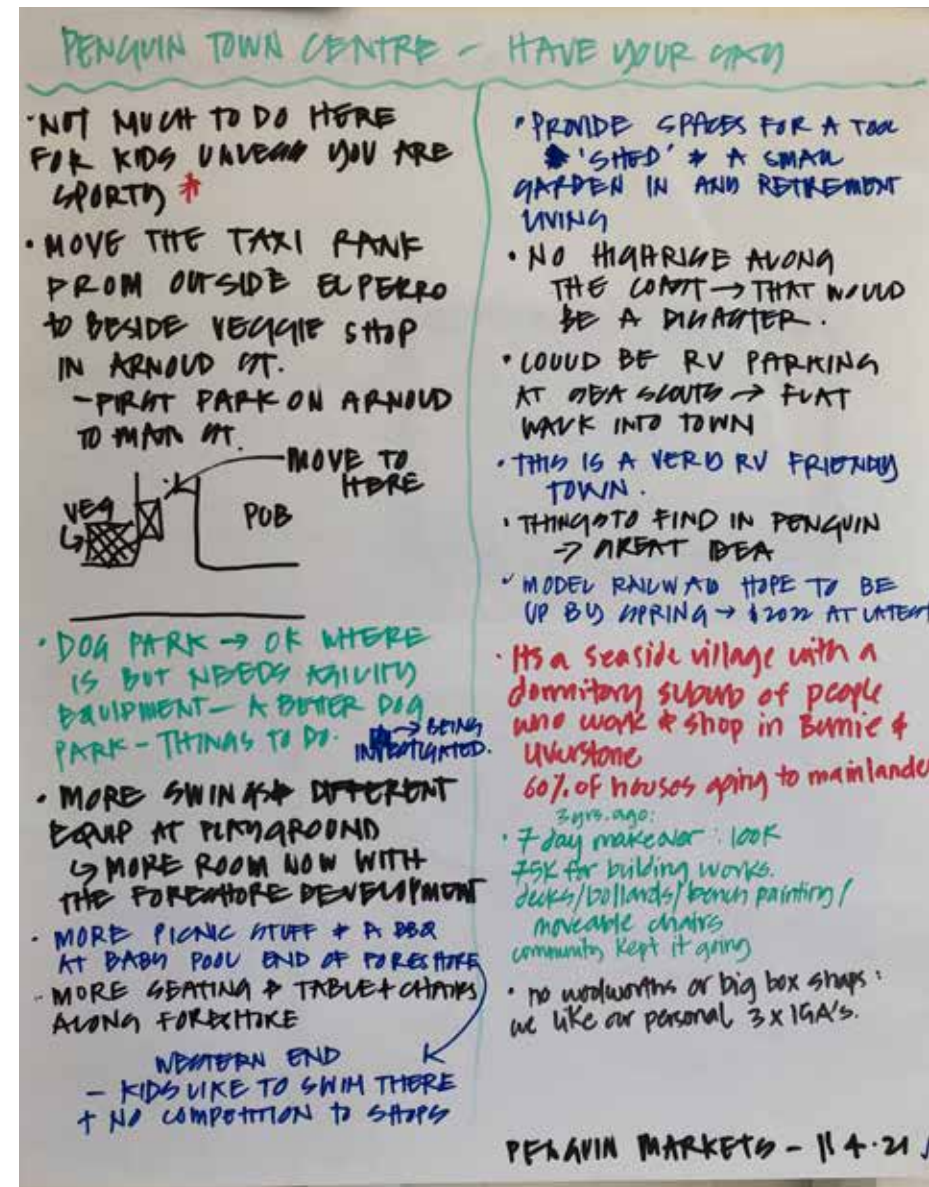 PENGUIN TOWN CENTRE - HAVE YOUR SAY
• NOT MUCH TO DO HERE
FOR KIDS UNLESS YOU ARE
SPORTY *
• MOVE THE TAXI RANK
FROM OUTSIDE EL PERRO
to BESIDE VEGGIE SHOP
IN ARNOLD ST.
- FIRST PARK ON ARNOLD
TO MAIN ST.
MOVE TO
HERE
VEG
PUB
• DOG PARK → OK WHERE
IS BUT NEEDS AGILITY
EQUIPMENT - A BETTER DOG
PARK - THINGS TO DO.
→ BEING
INVESTIGATED.
• MORE SWINGS & DIFFERENT
EQUIP AT PLAYGROUND
↳ MORE ROOM NOW WITH
THE FORESHORE DEVELOPMENT
• MORE PICNIC STUFF & A BBQ
AT BABY POOL END OF FORESHORE
- MORE SEATING & TABLE + CHAIRS
ALONG FORESHORE
WESTERN END
- KIDS LIKE TO SWIM THERE
+ NO COMPETITION TO SHOPS
• PROVIDE SPACES FOR A TOOL
'SHED' & A SMALL
GARDEN IN AND RETIREMENT
LIVING
• NO HIGHRISE ALONG
THE COAST → THAT WOULD
BE A DISASTER.
• COULD BE RV PARKING
AT SEA SCOUTS → FLAT
WALK INTO TOWN
• THIS IS A VERY RV FRIENDLY
TOWN.
• THINGS TO FIND IN PENGUIN
→ GREAT IDEA
• MODEL RAILWAY HOPE TO BE
UP BY SPRING → 2022 AT LATEST
• Its a seaside village with a
dormitory suburb of people
who work & shop in Burnie &
Ulverstone
60% of houses going to mainlander
3 yrs. ago:
• 7 day makeover : 100K
75K for building works.
decks/bollards/bench painting/
moveable chairs
community kept it going
• no woolworths or big box shops:
we like our personal 3 x IGA's.
PENGUIN MARKETS - 11 4.21